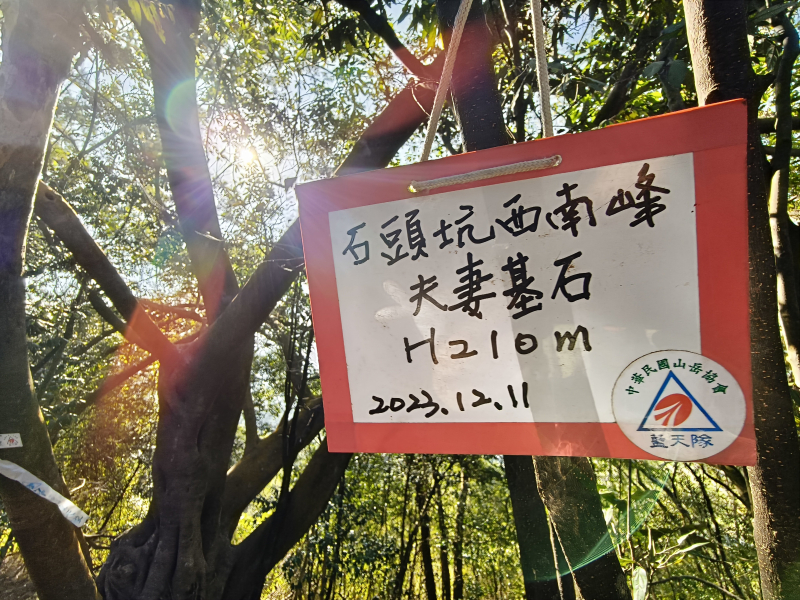 石頭坑西南峰
夫妻基石
H210m
2023.12.11
中華民國山岳協會
藍天隊